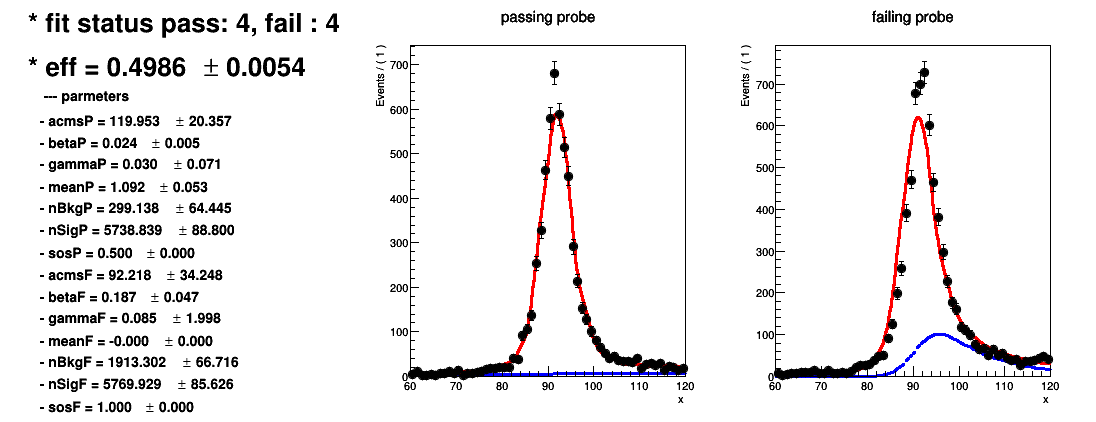 * fit status pass: 4, fail : 4
* eff = 0.4986 ± 0.0054
--- parmeters
- acmsP = 119.953 ± 20.357
- betaP = 0.024 ± 0.005
- gammaP = 0.030 ± 0.071
- meanP = 1.092 ± 0.053
- nBkgP = 299.138 ± 64.445
- nSigP = 5738.839 ± 88.800
- sosP = 0.500 ± 0.000
- acmsF = 92.218 ± 34.248
- betaF = 0.187 ± 0.047
- gammaF = 0.085 ± 1.998
- meanF = -0.000 ± 0.000
- nBkgF = 1913.302 ± 66.716
- nSigF = 5769.929 ± 85.626
- sosF = 1.000 ± 0.000
passing probe
Events / ( 1 )
700
600
500
400
300
200
100
0
60 70 80 90 100 110 120
x
failing probe
Events / ( 1 )
700
600
500
400
300
200
100
0
60 70 80 90 100 110 120
x